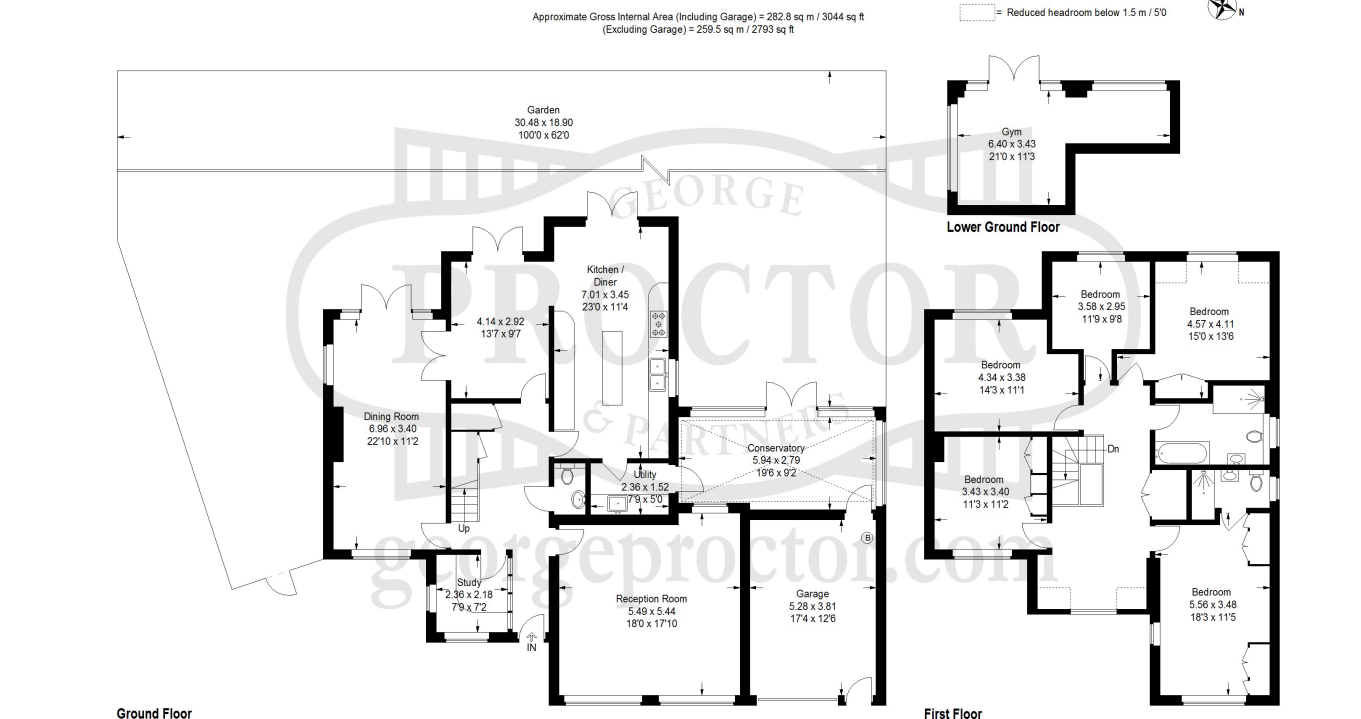 Approximate Gross Internal Area (Including Garage) = 282.8 sq m / 3044 sq ft
(Excluding Garage) = 259.5 sq m / 2793 sq ft
= Reduced headroom below 1.5 m / 5'0
N
Garden
30.48 x 18.90
100'0 x 62'0
Gym
6.40 x 3.43
21'0 x 11'3
Lower Ground Floor
GEORGE
PROCTOR
& PARTNERS
georgeproctor.com
Kitchen /
Diner
7.01 x 3.45
23'0 x 11'4
4.14 x 2.92
13'7 x 9'7
Dining Room
6.96 x 3.40
22'10 x 11'2
Conservatory
5.94 x 2.79
19'6 x 9'2
Utility
2.36 x 1.52
7'9 x 5'0
Up
B
Study
2.36 x 2.18
7'9 x 7'2
IN
Reception Room
5.49 x 5.44
18'0 x 17'10
Garage
5.28 x 3.81
17'4 x 12'6
Ground Floor
Bedroom
3.58 x 2.95
11'9 x 9'8
Bedroom
4.57 x 4.11
15'0 x 13'6
Bedroom
4.34 x 3.38
14'3 x 11'1
Dn
Bedroom
3.43 x 3.40
11'3 x 11'2
Bedroom
5.56 x 3.48
18'3 x 11'5
First Floor